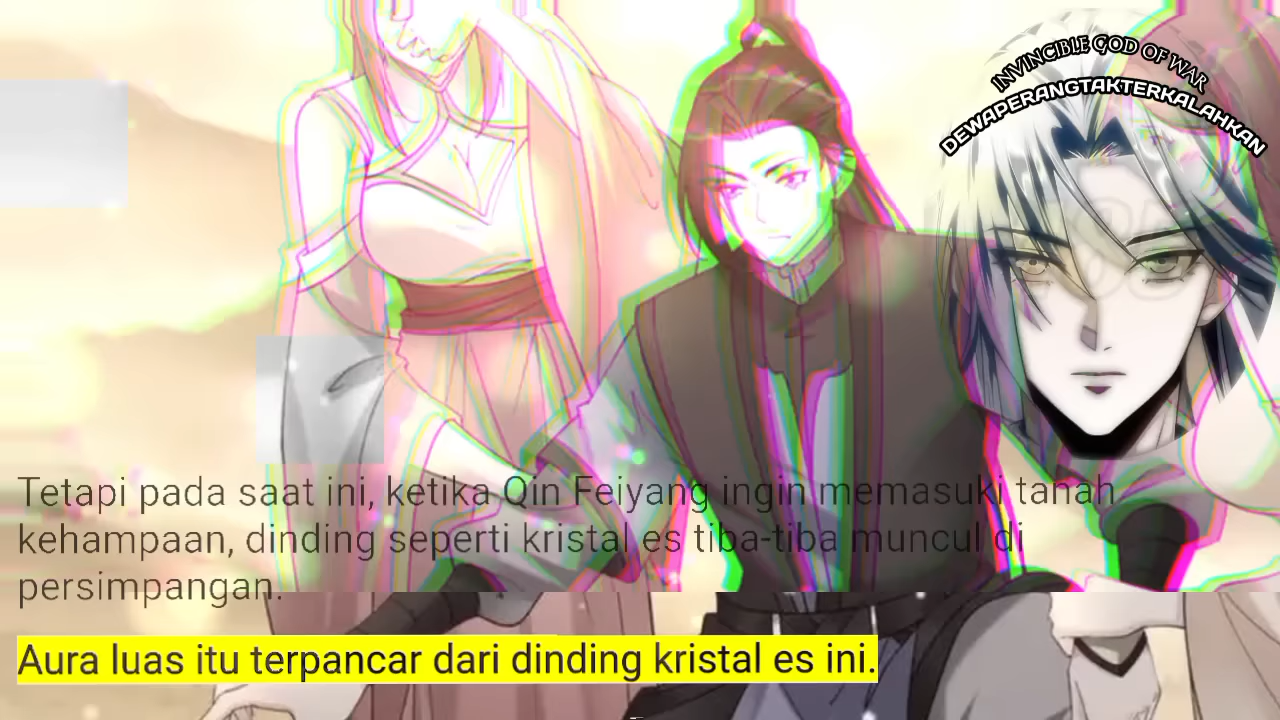 INVINCIBLE GOD OF WAR
DEWAPERANGTAKTERKALAHKAN
Tetapi pada saat ini, ketika Qin Feiyang ingin memasuki tanah
kehampaan, dinding seperti kristal es tiba-tiba muncul di
persimpangan.
Aura luas itu terpancar dari dinding kristal es ini.